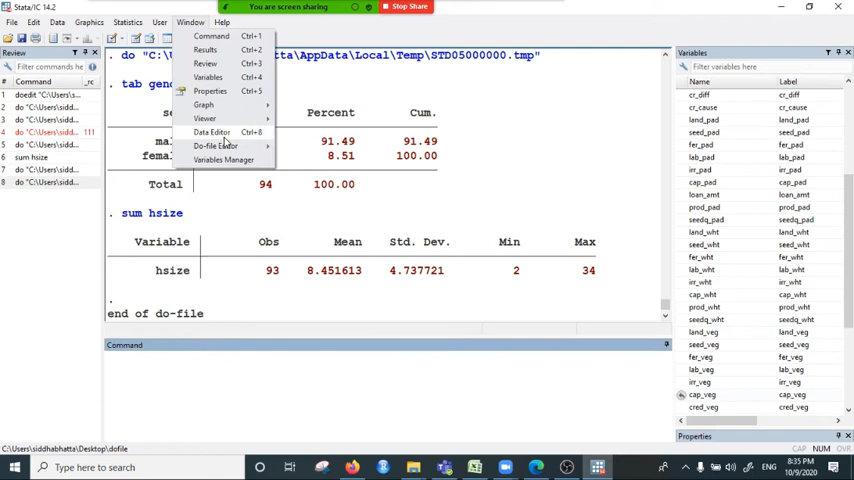 You are screen sharing
Stop Share
Stata/IC 14.2
File Edit Data Graphics Statistics User Window Help
Review
Filter commands here
# Command _rc
1 doedit "C:\Users\sidd...
2 do "C:\Users\sidd...
3 do "C:\Users\sidd...
4 do "C:\Users\sidd... 111
5 do "C:\Users\sidd...
6 sum hsize
7 do "C:\Users\sidd...
8 do "C:\Users\sidd...
Command Ctrl+1
Results Ctrl+2
Review Ctrl+3
Variables Ctrl+4
Properties Ctrl+5
Graph
Viewer
Data Editor Ctrl+8
Do-file Editor
Variables Manager
. do "C:\U atta\AppData\Local\Temp\STD05000000.tmp"
. tab gend
se Percent Cum.
ma 91.49 91.49
fema 8.51 100.00
Total 94 100.00
. sum hsize
Variable Obs Mean Std. Dev. Min Max
hsize 93 8.451613 4.737721 2 34
.
end of do-file
Command
Variables
Filter variables here
Name Label
cr_diff cr_diff
cr_cause cr_cause
land_pad land_pad
seed_pad seed_pad
fer_pad fer_pad
lab_pad lab_pad
irr_pad irr_pad
cap_pad cap_pad
loan_amt loan_amt
prod_pad prod_pad
seedq_pad seedq_pad
land_wht land_wht
seed_wht seed_wht
fer_wht fer_wht
lab_wht lab_wht
irr_wht irr_wht
cap_wht cap_wht
prod_wht prod_wht
seedq_wht seedq_wht
land_veg land_veg
seed_veg seed_veg
fer_veg fer_veg
lab_veg lab_veg
irr_veg irr_veg
cap_veg cap_veg
cred_veg cred_veg
Properties
C:\Users\siddhabhatta\Desktop\dofile
CAP NUM OVR
Type here to search
ENG
8:35 PM
10/9/2020